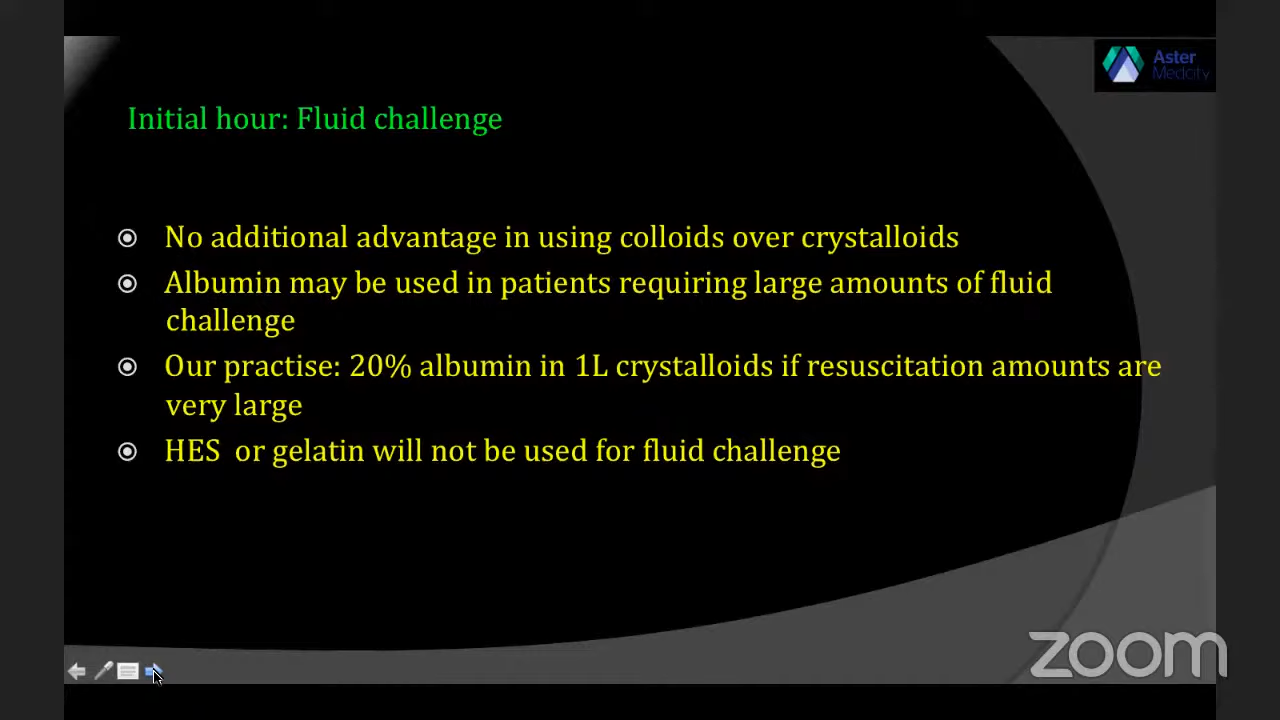 Aster
Medcity
Initial hour: Fluid challenge
No additional advantage in using colloids over crystalloids
Albumin may be used in patients requiring large amounts of fluid
challenge
Our practise: 20% albumin in 1L crystalloids if resuscitation amounts are
very large
HES or gelatin will not be used for fluid challenge
zoom